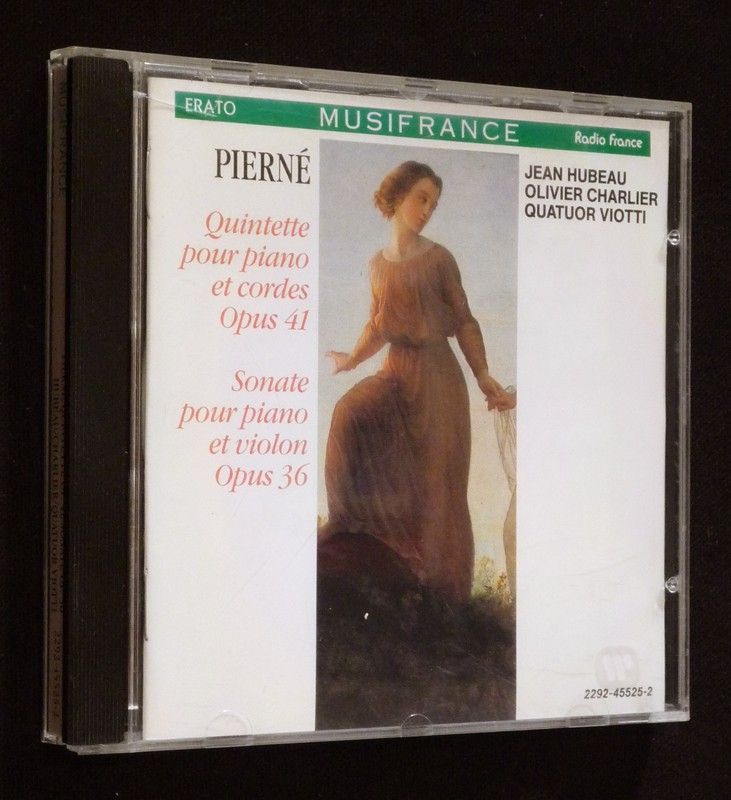 ERATO
MUSIFRANCE
Radio France
PIERNÉ
JEAN HUBEAU
OLIVIER CHARLIER
QUATUOR VIOTTI
Quintette
pour piano
et cordes
Opus 41
Sonate
pour piano
et violon
Opus 36
2292-45525-2